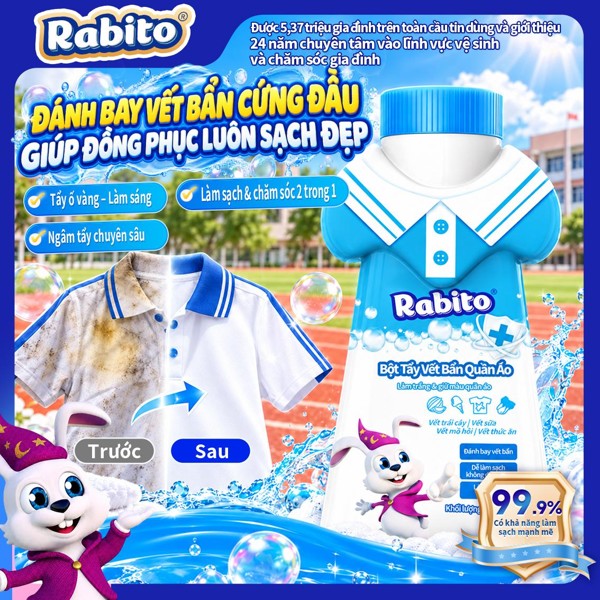 Rabito®
Được 5,37 triệu gia đình trên toàn cầu tin dùng và giới thiệu
24 năm chuyên tâm vào lĩnh vực vệ sinh
và chăm sóc gia đình
ĐÁNH BAY VẾT BẨN CỨNG ĐẦU
GIÚP ĐỒNG PHỤC LUÔN SẠCH ĐẸP
Tẩy ố vàng – Làm sáng
Làm sạch & chăm sóc 2 trong 1
Ngâm tẩy chuyên sâu
Trước
Sau
Rabito®
Bột Tẩy Vết Bẩn Quần Áo
Làm trắng & giữ màu quần áo
Vết trái cây | Vết sữa
Vết mồ hôi | Vết thức ăn
Đánh bay vết bẩn
Dễ làm sạch
không
Khối lượng
99.9%
Có khả năng làm
sạch mạnh mẽ